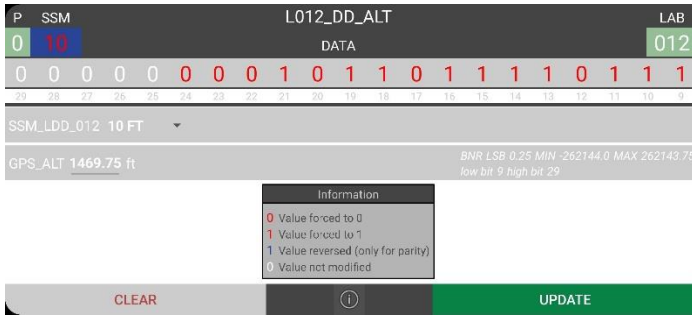 P SSM L012_DD_ALT LAB
0 10 DATA 012
0 0 0 0 0 0 0 0 1 0 1 1 0 1 1 1 1 0 1 1 1
29 28 27 26 25 24 23 22 21 20 19 18 17 16 15 14 13 12 11 10 9
SSM_LDD_012 10 FT
GPS_ALT 1469.75 ft
BNR LSB 0.25 MIN -262144.0 MAX 262143.75
low bit 9 high bit 29
Information
0 Value forced to 0
1 Value forced to 1
1 Value reversed (only for parity)
0 Value not modified
CLEAR
UPDATE